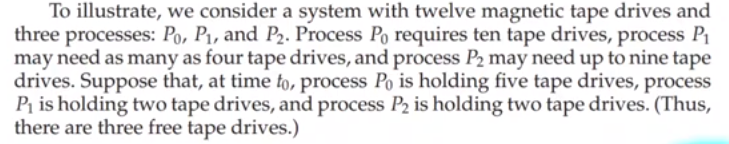 To illustrate, we consider a system with twelve magnetic tape drives and
three processes: P₀, P₁, and P₂. Process P₀ requires ten tape drives, process P₁
may need as many as four tape drives, and process P₂ may need up to nine tape
drives. Suppose that, at time t₀, process P₀ is holding five tape drives, process
P₁ is holding two tape drives, and process P₂ is holding two tape drives. (Thus,
there are three free tape drives.)